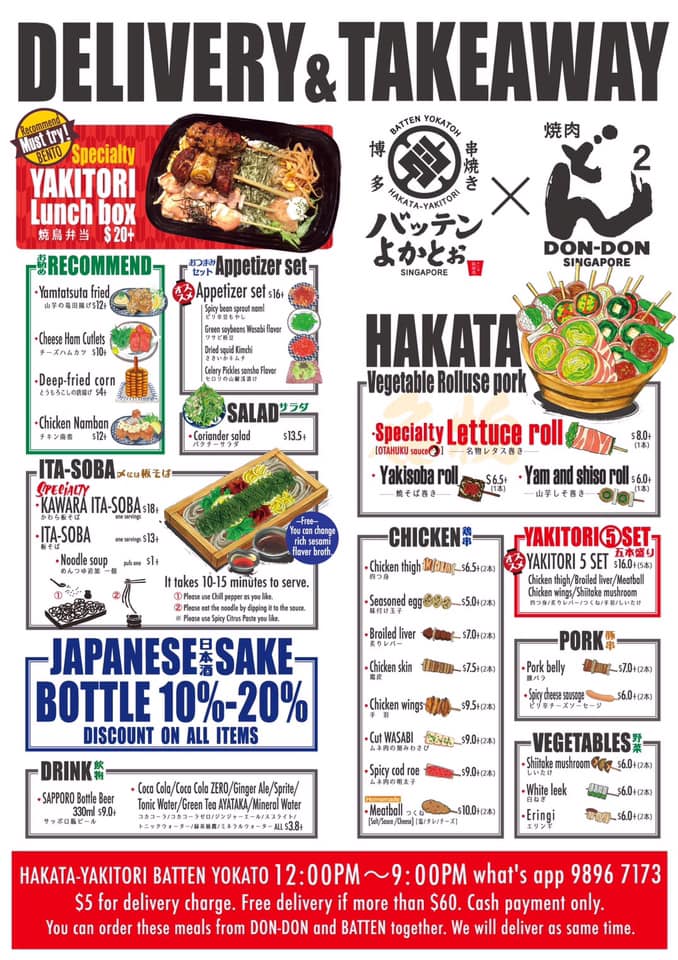 DELIVERY & TAKEAWAY
Recommend
Must try!
BENTO
Specialty
YAKITORI
Lunch box
焼鳥弁当 $20+
BATTEN YOKATOH
博多
串焼き
HAKATA-YAKITORI
バッテン
よかとぉ
SINGAPORE
×
焼肉
どん2
DON-DON
SINGAPORE
お勧め RECOMMEND
・Yamtatsuta fried
山芋の竜田揚げ $12+
・Cheese Ham Cutlets
チーズハムカツ $10+
・Deep-fried corn
とうもろこしの唐揚げ $4+
・Chicken Namban
チキン南蛮 $12+
おつまみセット Appetizer set
オススメ
Appetizer set $16+
Spicy bean sprout naml
ピリ辛豆もやし
Green soybeans Wasabi flavor
ワサビ枝豆
Dried squid Kimchi
さきいかキムチ
Celery Pickles sansho Flavor
セロリの山椒浅漬け
SALAD サラダ
・Coriander salad $13.5+
パクチーサラダ
HAKATA
Vegetable Rolluse pork
・Specialty Lettuce roll $8.0+
[OTAHUKU sauce] ―名物レタス巻き― (1本)
・Yakisoba roll $6.5+
―焼そば巻き― (1本)
・Yam and shiso roll $6.0+
―山芋しそ巻き― (1本)
ITA-SOBA 〆には板そば
SPECIALTY
・KAWARA ITA-SOBA $18+
かわら板そば one servings
・ITA-SOBA $13+
板そば one servings
・Noodle soup $1+
めんつゆ追加 一個
―Free―
You can change
rich sesami
flaver broth.
It takes 10-15 minutes to serve.
① Please use Chill pepper as you like.
② Please eat the noodle by dipping it to the sauce.
※ Please use Spicy Citrus Paste you like.
①
②
JAPANESE 日本酒 SAKE
BOTTLE 10%-20%
DISCOUNT ON ALL ITEMS
DRINK 飲物
・SAPPORO Bottle Beer
330ml $9.0+
サッポロ瓶ビール
・Coca Cola/Coca Cola ZERO/Ginger Ale/Sprite/
Tonic Water/Green Tea AYATAKA/Mineral Water
コカコーラ/コカコーラゼロ/ジンジャーエール/スプライト/
トニックウォーター/緑茶綾鷹/ミネラルウォーター ALL $3.8+
CHICKEN 鶏串
・Chicken thigh $6.5+(2本)
四つ身
・Seasoned egg $5.0+(2本)
味付け玉子
・Broiled liver $7.0+(2本)
炙りレバー
・Chicken skin $7.5+(2本)
鶏皮
・Chicken wings $9.5+(2本)
手羽
・Cut WASABI $9.0+(2本)
ムネ肉の刻みわさび
・Spicy cod roe $9.0+(2本)
ムネ肉の明太子
Homemade
・Meatball つくね $10.0+(2本)
[Salt/Sauce/Cheese] [塩/タレ/チーズ]
YAKITORI⑤SET
五本盛り
オススメ
YAKITORI 5 SET
$16.0+(5本)
Chicken thigh/Broiled liver/Meatball
Chicken wings/Shiitake mushroom
四つ身/炙りレバー/つくね/手羽/しいたけ
PORK 豚串
・Pork belly $7.0+(2本)
豚バラ
・Spicy cheese sausage $6.0+(2本)
ピリ辛チーズソーセージ
VEGETABLES 野菜
・Shiitake mushroom $6.0+(2本)
しいたけ
・White leek $6.0+(2本)
白ねぎ
・Eringi $6.0+(2本)
エリンギ
HAKATA-YAKITORI BATTEN YOKATO 12:00PM～9:00PM what's app 9896 7173
$5 for delivery charge. Free delivery if more than $60. Cash payment only.
You can order these meals from DON-DON and BATTEN together. We will deliver at same time.